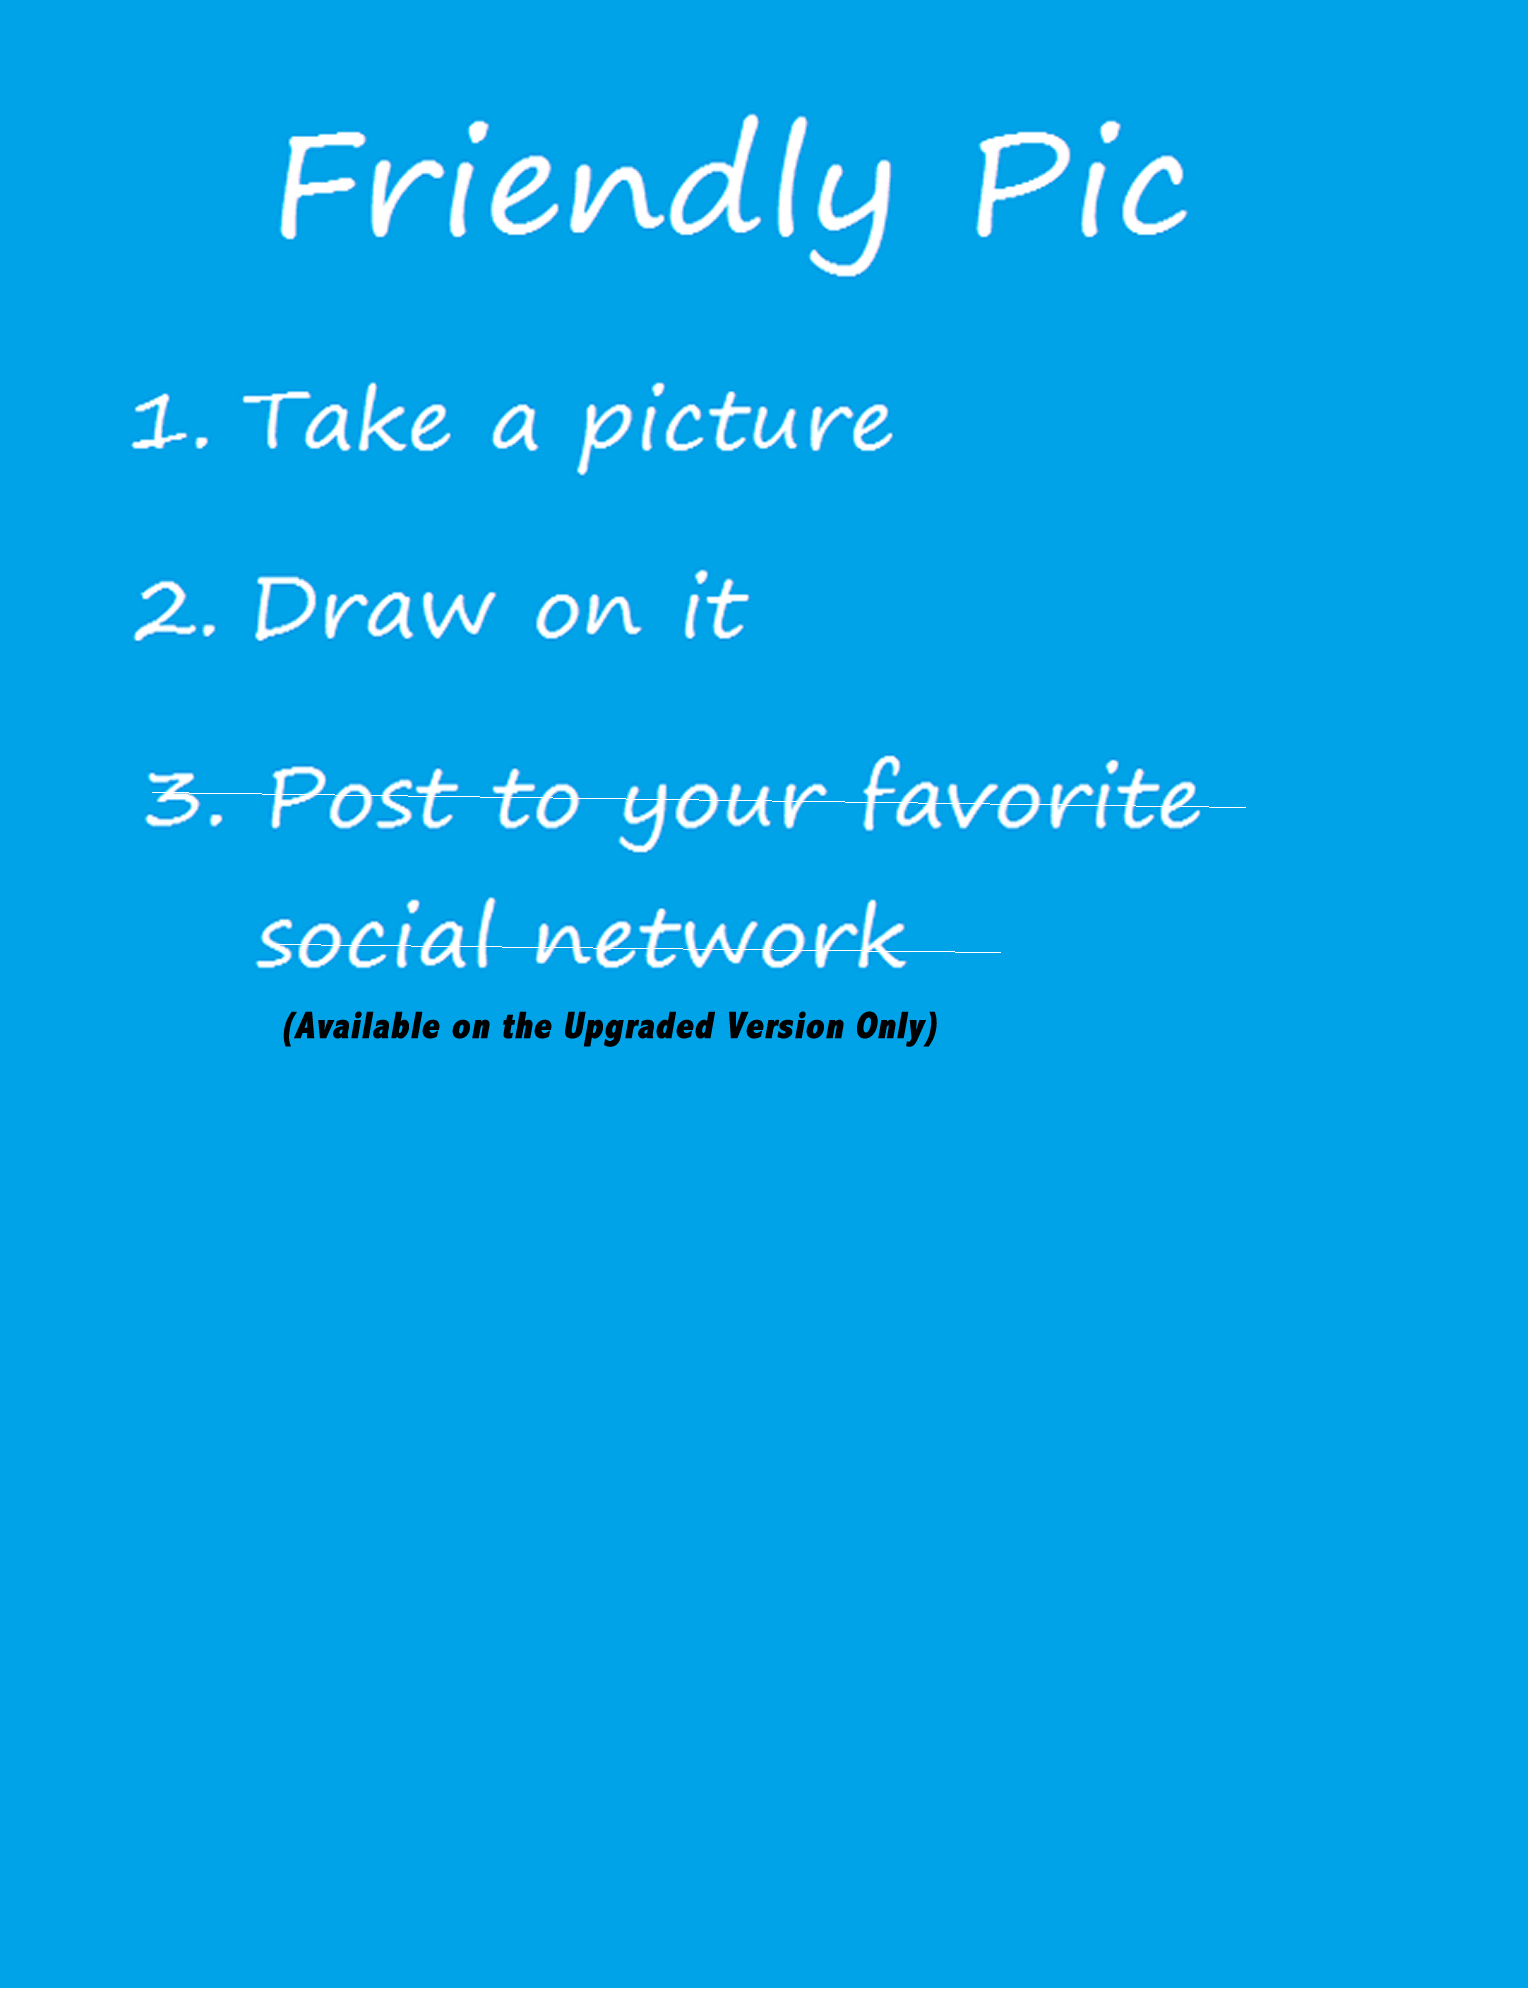 Friendly Pic
1. Take a picture
2. Draw on it
3. Post to your favorite
social network
(Available on the Upgraded Version Only)